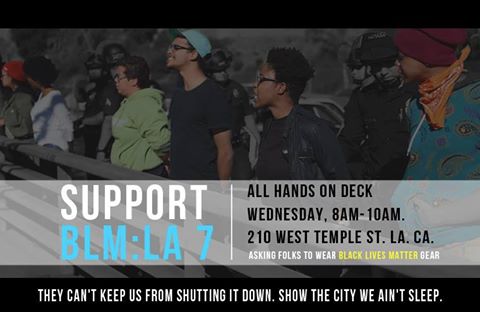 SUPPORT
BLM:LA 7
ALL HANDS ON DECK
WEDNESDAY, 8AM-10AM.
210 WEST TEMPLE ST. LA. CA.
ASKING FOLKS TO WEAR BLACK LIVES MATTER GEAR
THEY CAN'T KEEP US FROM SHUTTING IT DOWN. SHOW THE CITY WE AIN'T SLEEP.